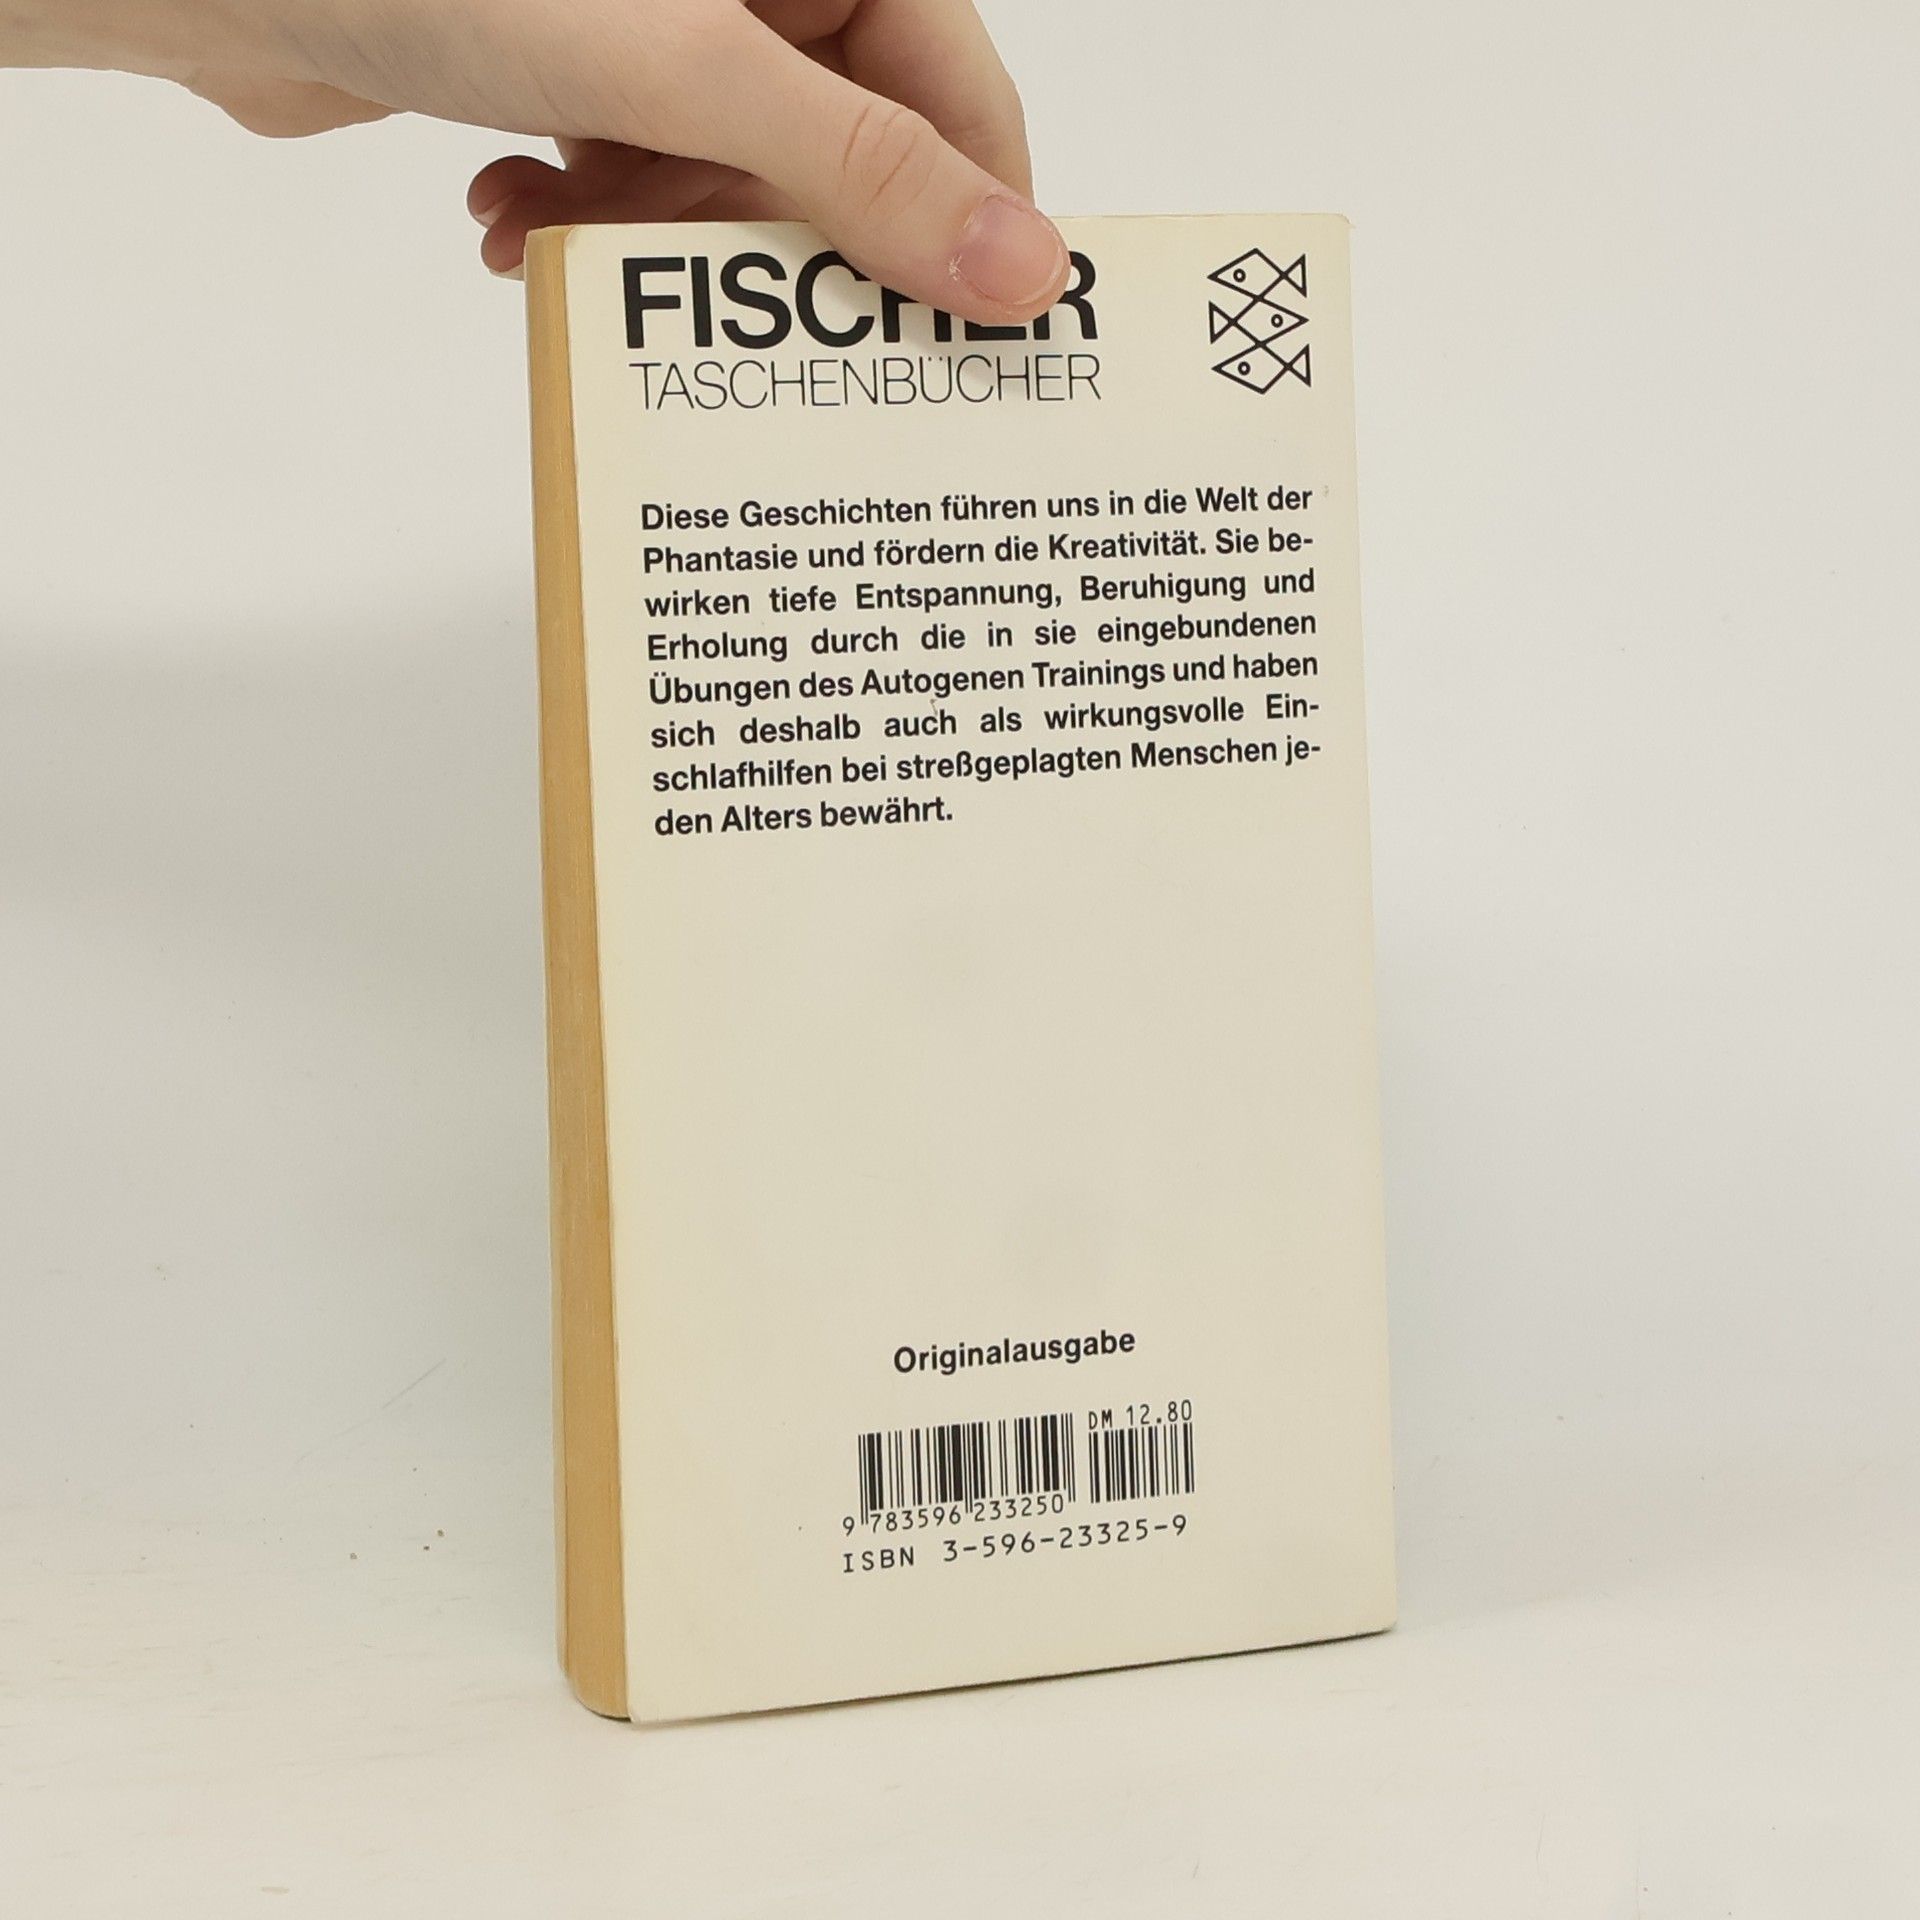 FISCHER
TASCHENBÜCHER
Diese Geschichten führen uns in die Welt der
Phantasie und fördern die Kreativität. Sie be-
wirken tiefe Entspannung, Beruhigung und
Erholung durch die in sie eingebundenen
Übungen des Autogenen Trainings und haben
sich deshalb auch als wirkungsvolle Ein-
schlafhilfen bei streßgeplagten Menschen je-
den Alters bewährt.
Originalausgabe
DM 12.80
9 783596 233250
ISBN 3-596-23325-9